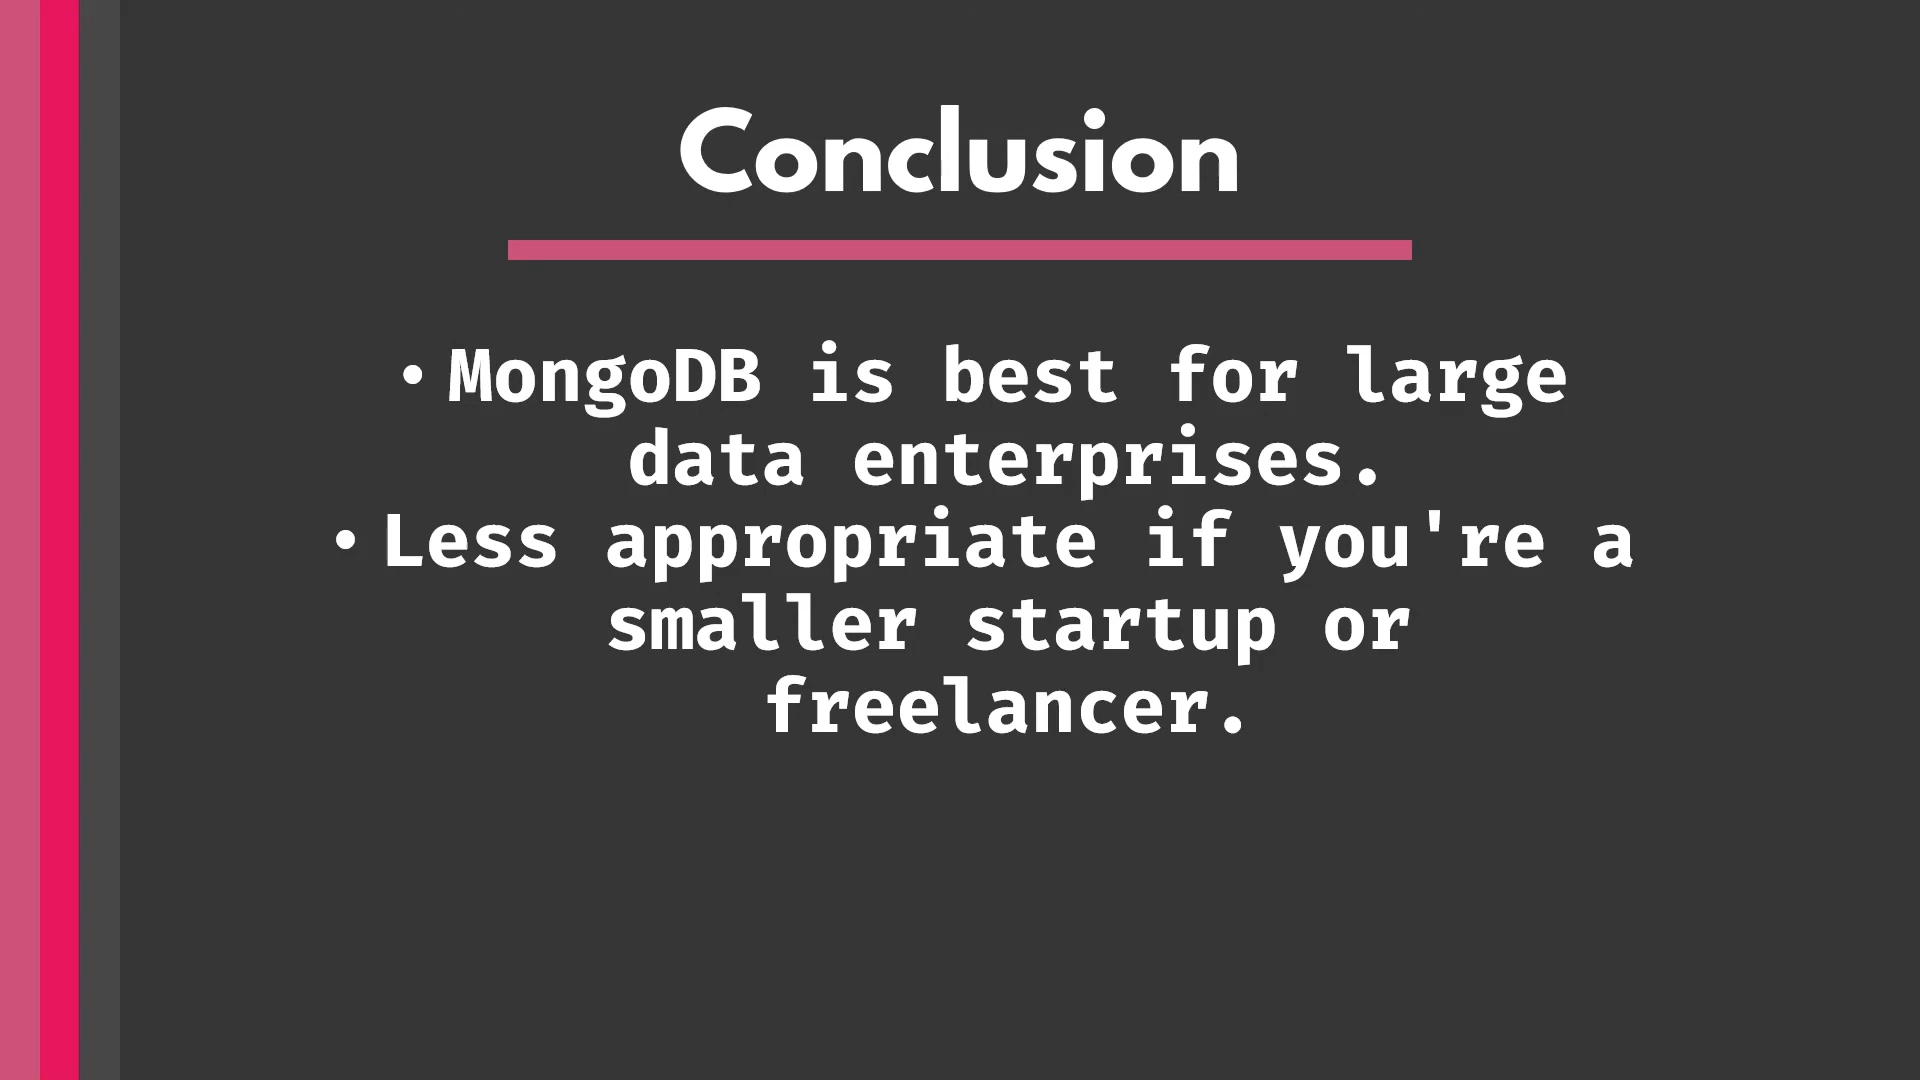 Conclusion
• MongoDB is best for large
data enterprises.
• Less appropriate if you're a
smaller startup or
freelancer.